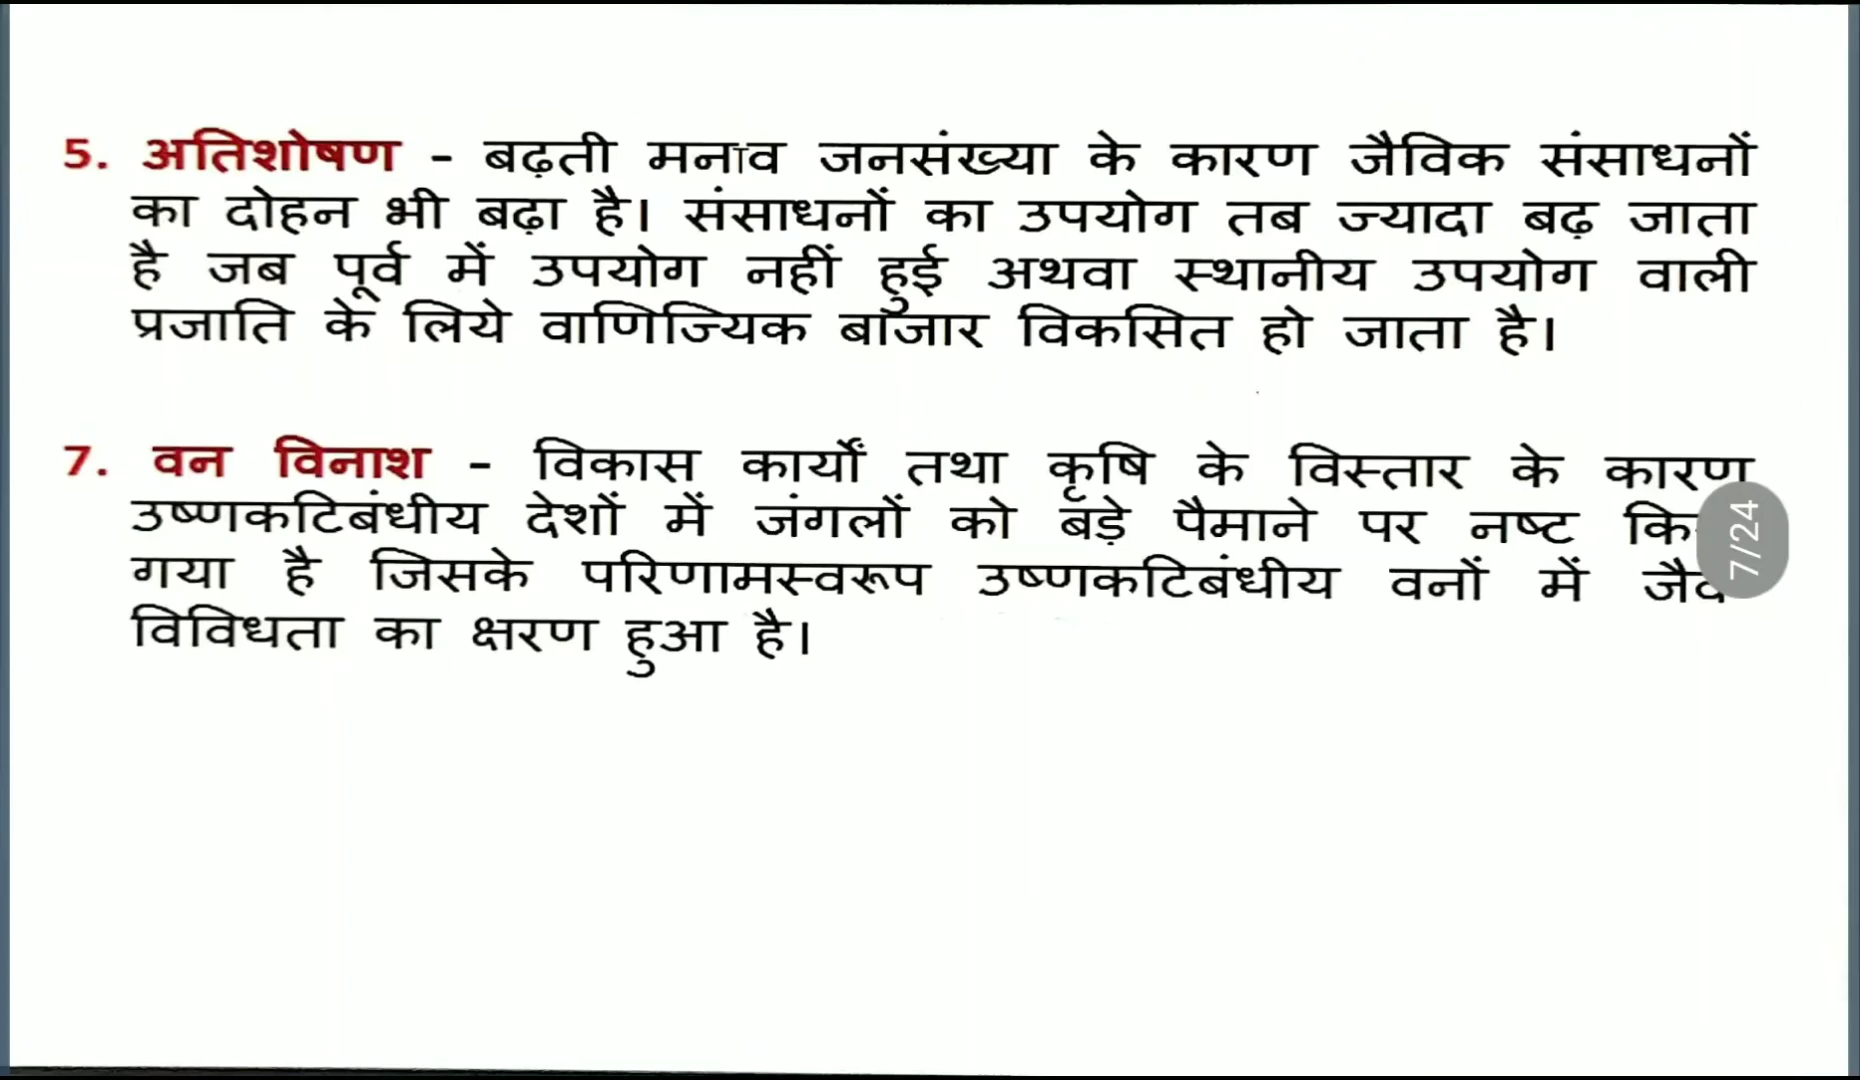 5. अतिशोषण - बढ़ती मनाव जनसंख्या के कारण जैविक संसाधनों
का दोहन भी बढ़ा है। संसाधनों का उपयोग तब ज्यादा बढ़ जाता
है जब पूर्व में उपयोग नहीं हुई अथवा स्थानीय उपयोग वाली
प्रजाति के लिये वाणिज्यिक बाजार विकसित हो जाता है।
7. वन विनाश - विकास कार्यों तथा कृषि के विस्तार के कारण
उष्णकटिबंधीय देशों में जंगलों को बड़े पैमाने पर नष्ट
गया है जिसके परिणामस्वरूप उष्णकटिबंधीय वनों में जैव
विविधता का क्षरण हुआ है।
7/24